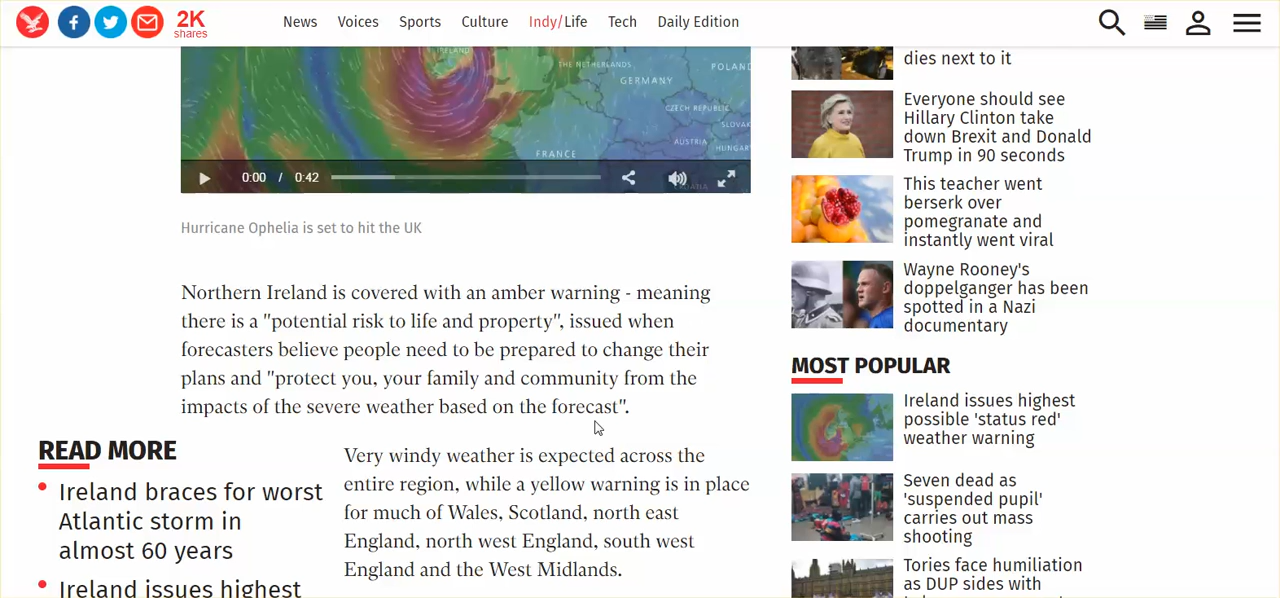 2K
shares
News Voices Sports Culture Indy/Life Tech Daily Edition
IRELAND
THE NETHERLANDS
POLAND
GERMANY
CZECH REPUBLIC
SLOVAK
AUSTRIA
HUNGAR
FRANCE
0:00 / 0:42
Hurricane Ophelia is set to hit the UK
Northern Ireland is covered with an amber warning - meaning
there is a "potential risk to life and property", issued when
forecasters believe people need to be prepared to change their
plans and "protect you, your family and community from the
impacts of the severe weather based on the forecast".
READ MORE
Ireland braces for worst
Atlantic storm in
almost 60 years
Ireland issues highest
Very windy weather is expected across the
entire region, while a yellow warning is in place
for much of Wales, Scotland, north east
England, north west England, south west
England and the West Midlands.
dies next to it
Everyone should see
Hillary Clinton take
down Brexit and Donald
Trump in 90 seconds
This teacher went
berserk over
pomegranate and
instantly went viral
Wayne Rooney's
doppelganger has been
spotted in a Nazi
documentary
MOST POPULAR
Ireland issues highest
possible 'status red'
weather warning
Seven dead as
'suspended pupil'
carries out mass
shooting
Tories face humiliation
as DUP sides with